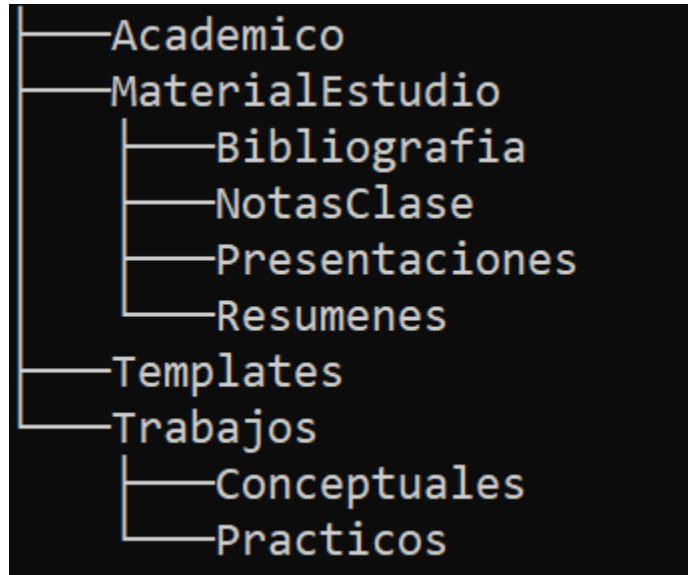 Academico
MaterialEstudio
Bibliografia
NotasClase
Presentaciones
Resumenes
Templates
Trabajos
Conceptuales
Practicos